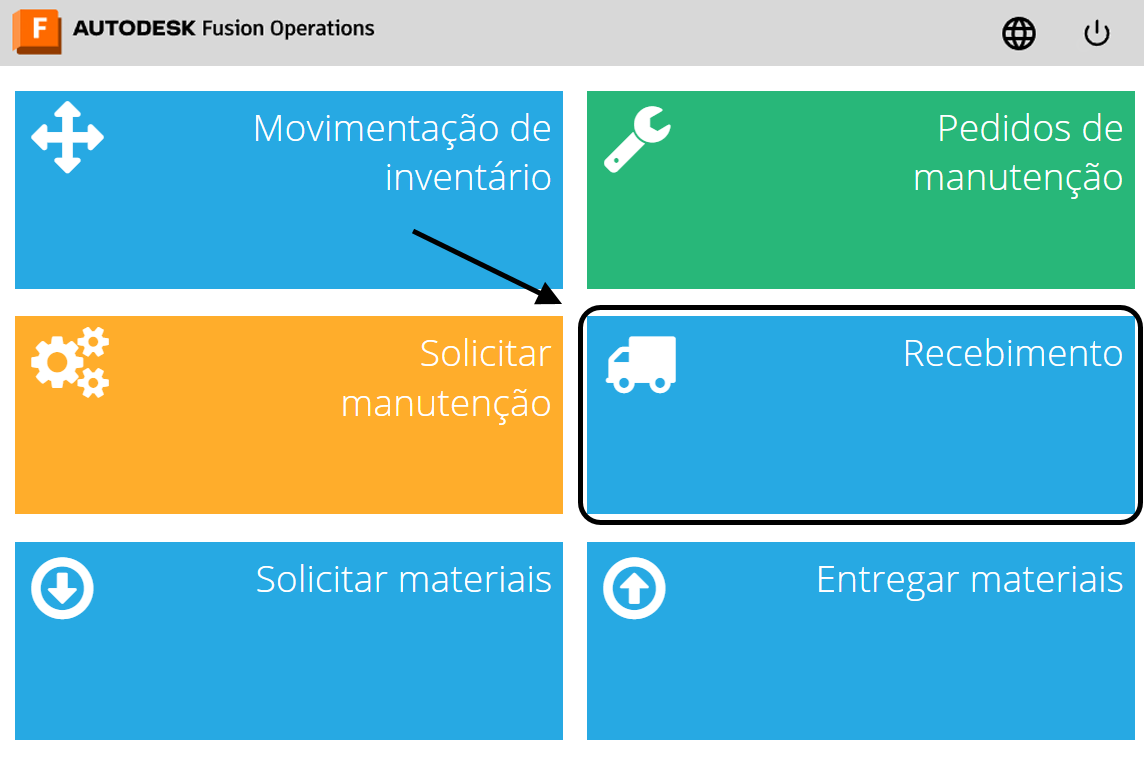 F AUTODESK Fusion Operations
Movimentação de
inventário
Pedidos de
manutenção
Solicitar
manutenção
Recebimento
Solicitar materiais
Entregar materiais